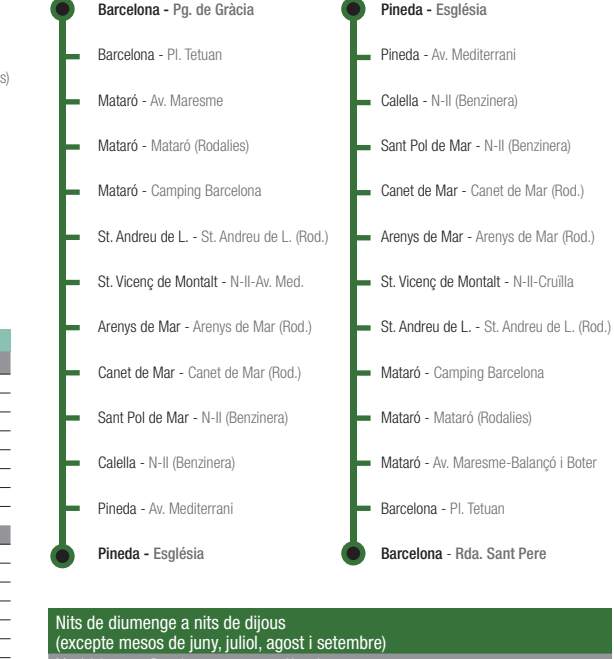 s)
Barcelona - Pg. de Gràcia
Barcelona - Pl. Tetuan
Mataró - Av. Maresme
Mataró - Mataró (Rodalies)
Mataró - Camping Barcelona
St. Andreu de L. - St. Andreu de L. (Rod.)
St. Vicenç de Montalt - N-II-Av. Med.
Arenys de Mar - Arenys de Mar (Rod.)
Canet de Mar - Canet de Mar (Rod.)
Sant Pol de Mar - N-II (Benzinera)
Calella - N-II (Benzinera)
Pineda - Av. Mediterrani
Pineda - Església
Pineda - Església
Pineda - Av. Mediterrani
Calella - N-II (Benzinera)
Sant Pol de Mar - N-II (Benzinera)
Canet de Mar - Canet de Mar (Rod.)
Arenys de Mar - Arenys de Mar (Rod.)
St. Vicenç de Montalt - N-II-Cruïlla
St. Andreu de L. - St. Andreu de L. (Rod.)
Mataró - Camping Barcelona
Mataró - Mataró (Rodalies)
Mataró - Av. Maresme-Balançó i Boter
Barcelona - Pl. Tetuan
Barcelona - Rda. Sant Pere
Nits de diumenge a nits de dijous
(excepte mesos de juny, juliol, agost i setembre)